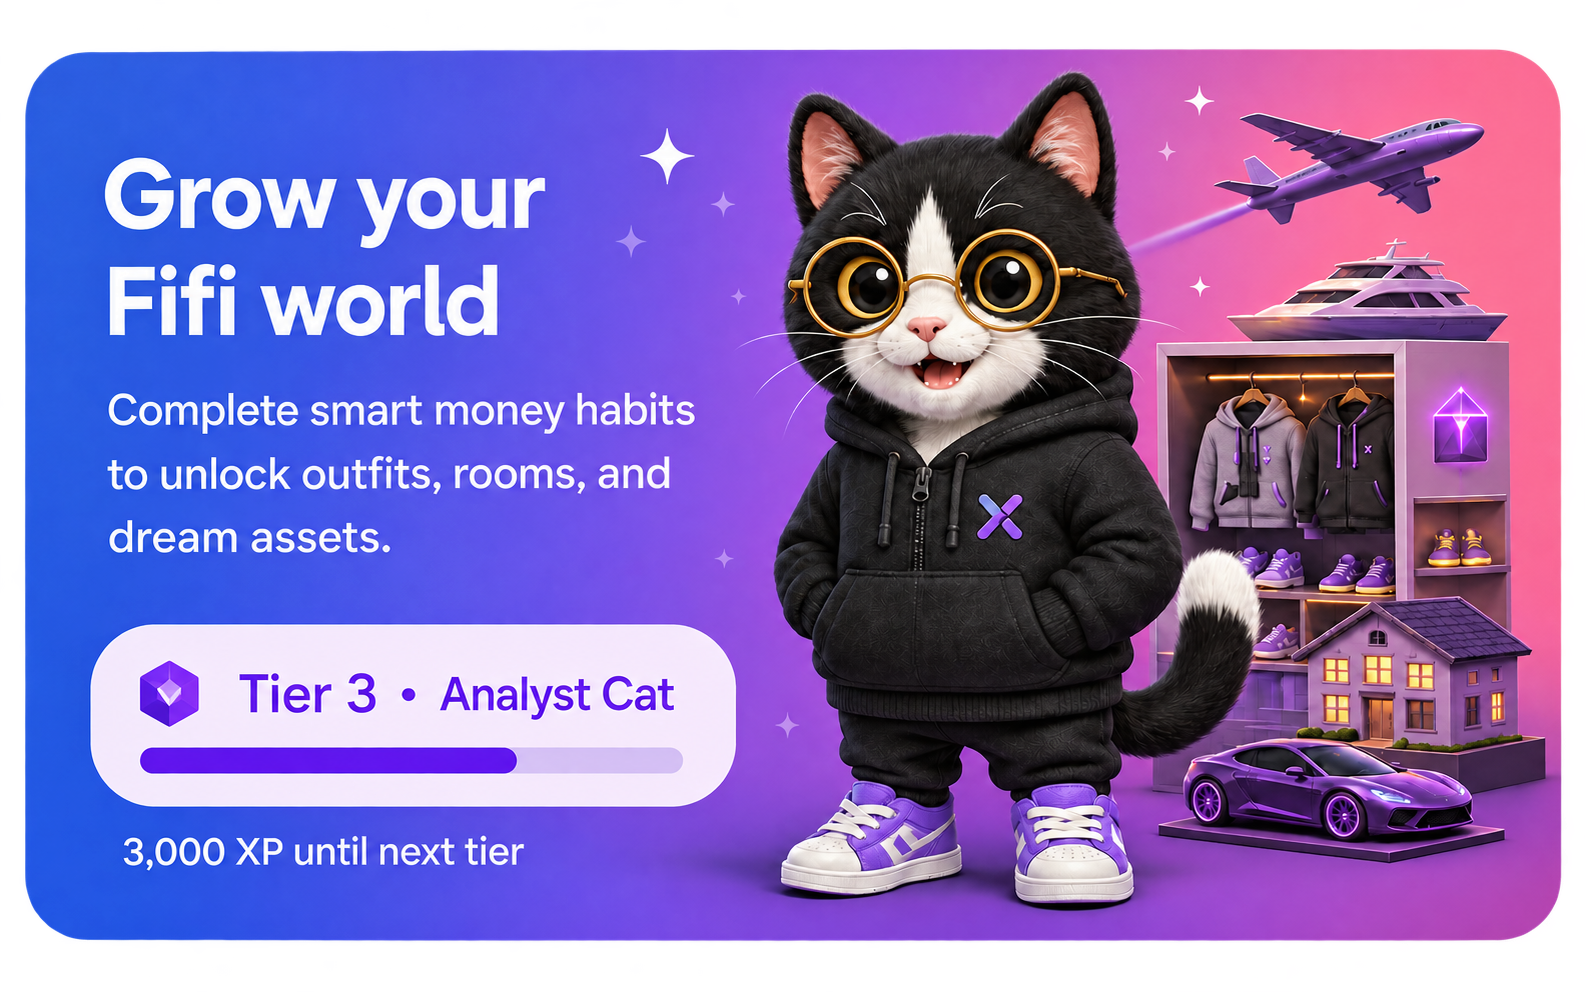 Grow your
Fifi world
Complete smart money habits
to unlock outfits, rooms, and
dream assets.
Tier 3 • Analyst Cat
3,000 XP until next tier